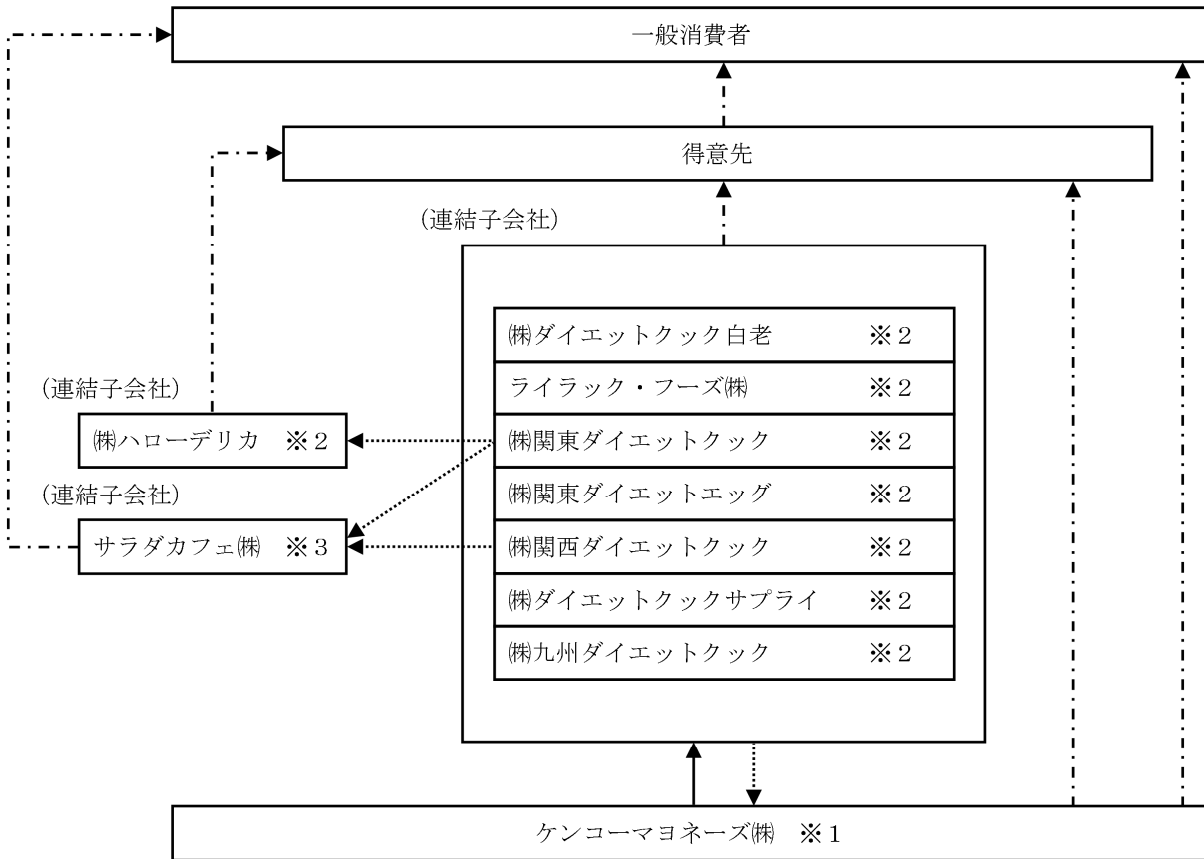 一般消費者
得意先
(連結子会社)
㈱ダイエットクック白老 ※2
ライラック・フーズ㈱ ※2
(連結子会社)
㈱ハローデリカ ※2
㈱関東ダイエットクック ※2
(連結子会社)
㈱関東ダイエットエッグ ※2
サラダカフェ㈱ ※3
㈱関西ダイエットクック ※2
㈱ダイエットクックサプライ ※2
㈱九州ダイエットクック ※2
ケンコーマヨネーズ㈱ ※1